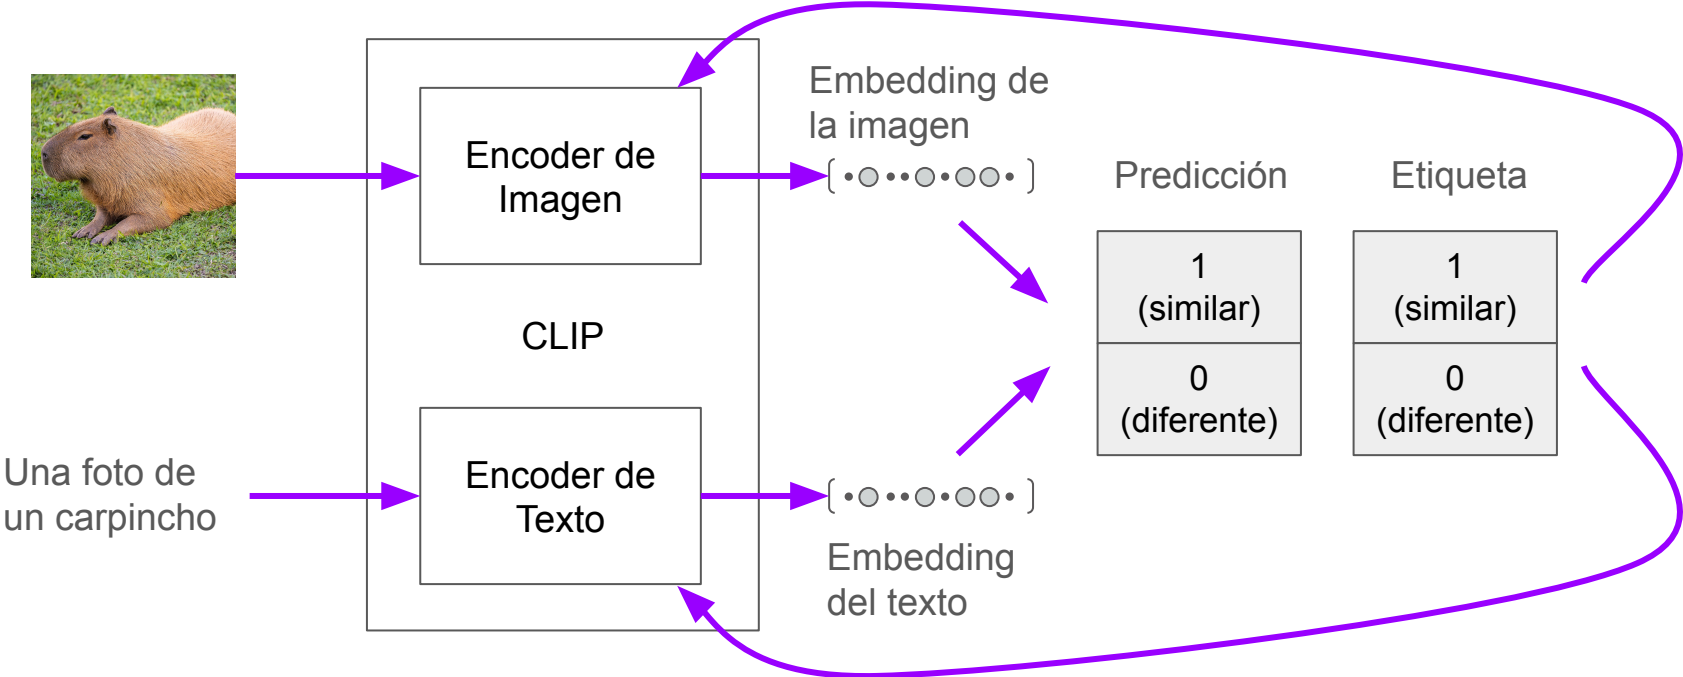 Embedding de
la imagen
Encoder de
Imagen
Predicción
Etiqueta
1
(similar)
0
(diferente)
1
(similar)
0
(diferente)
CLIP
Una foto de
un carpincho
Encoder de
Texto
Embedding
del texto